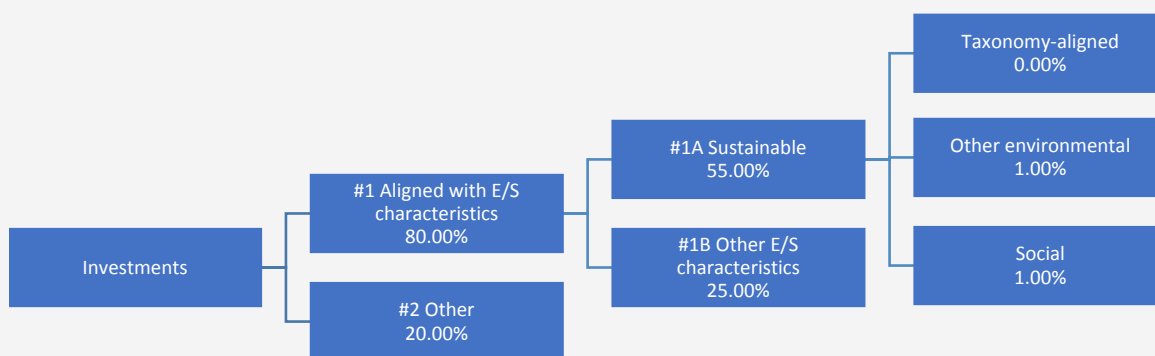 Investments
#1 Aligned with E/S
characteristics
80.00%
#2 Other
20.00%
#1A Sustainable
55.00%
#1B Other E/S
characteristics
25.00%
Taxonomy-aligned
0.00%
Other environmental
1.00%
Social
1.00%